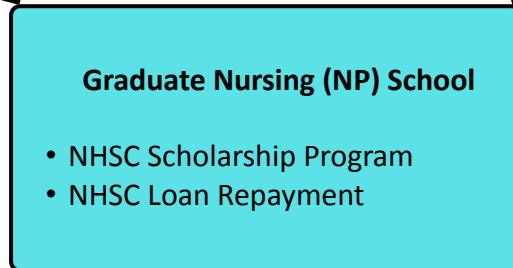 Graduate Nursing (NP) School
• NHSC Scholarship Program
• NHSC Loan Repayment